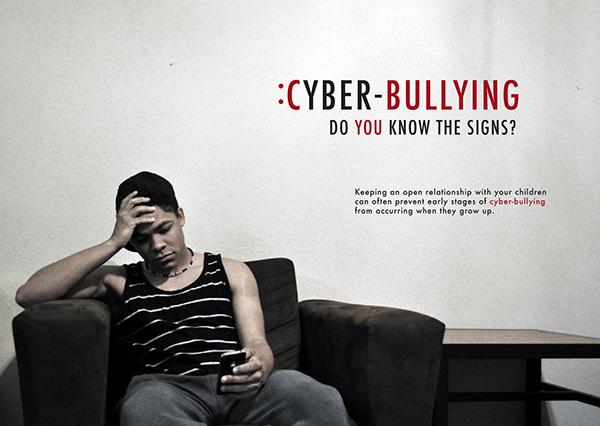 :CYBER-BULLYING
DO YOU KNOW THE SIGNS?
Keeping an open relationship with your children
can often prevent early stages of cyber-bullying
from occurring when they grow up.